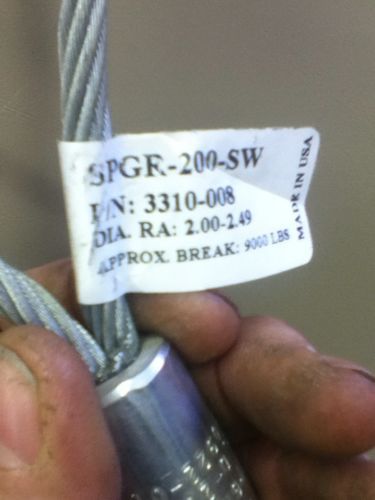 SPGR-200-SW
P/N: 3310-008
DIA. RA: 2.00-2.49
APPROX. BREAK: 9000 LBS
MADE IN USA